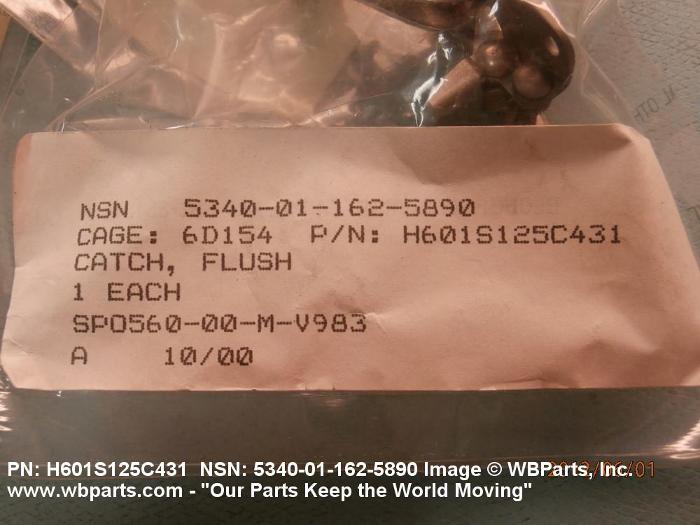 NSN 5340-01-162-5890
CAGE: 6D154 P/N: H601S125C431
CATCH, FLUSH
1 EACH
SPO560-00-M-V983
A 10/00
PN: H601S125C431 NSN: 5340-01-162-5890 Image © WBParts, Inc.
www.wbparts.com - "Our Parts Keep the World Moving"